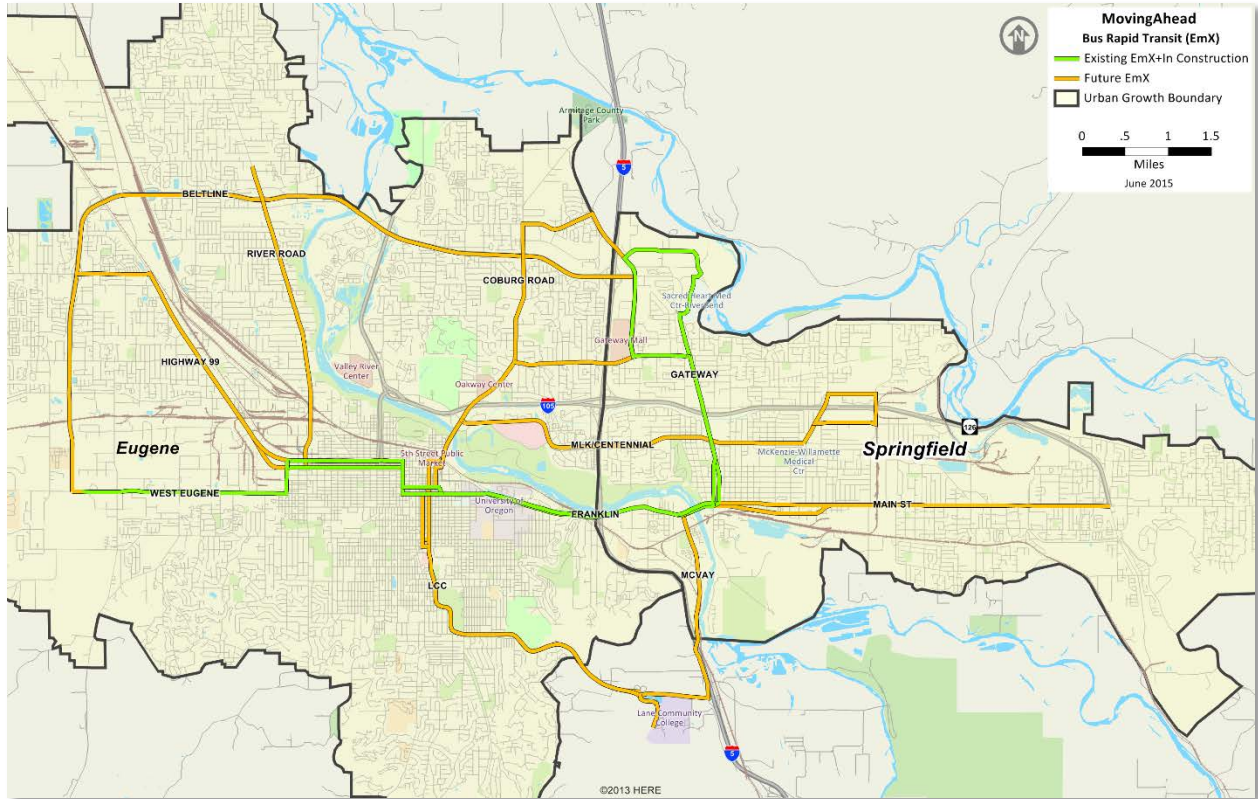 MovingAhead
Bus Rapid Transit (EmX)
Existing EmX+In Construction
Future EmX
Urban Growth Boundary
0 .5 1 1.5
Miles
June 2015
Armitage County
Park
5
BELTLINE
RIVER ROAD
COBURG ROAD
Sacred Heart Med
Ctr-Riverbend
Gateway Mall
HIGHWAY 99
Valley River
Center
Oakway Center
GATEWAY
105
126
Eugene
5th Street Public
Market
MLK/CENTENNIAL
McKenzie-Willamette
Medical
Ctr
Springfield
WEST EUGENE
University of
Oregon
FRANKLIN
MAIN ST
LCC
MCVAY
Lane Community
College
5
©2013 HERE